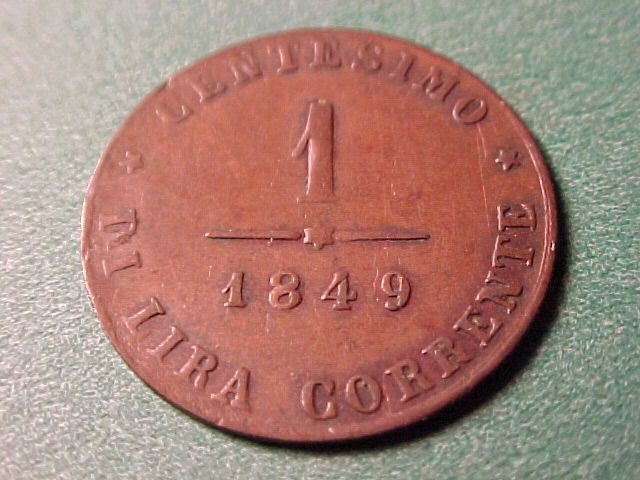 CENTESIMO
1
1849
DI LIRA CORRENTE